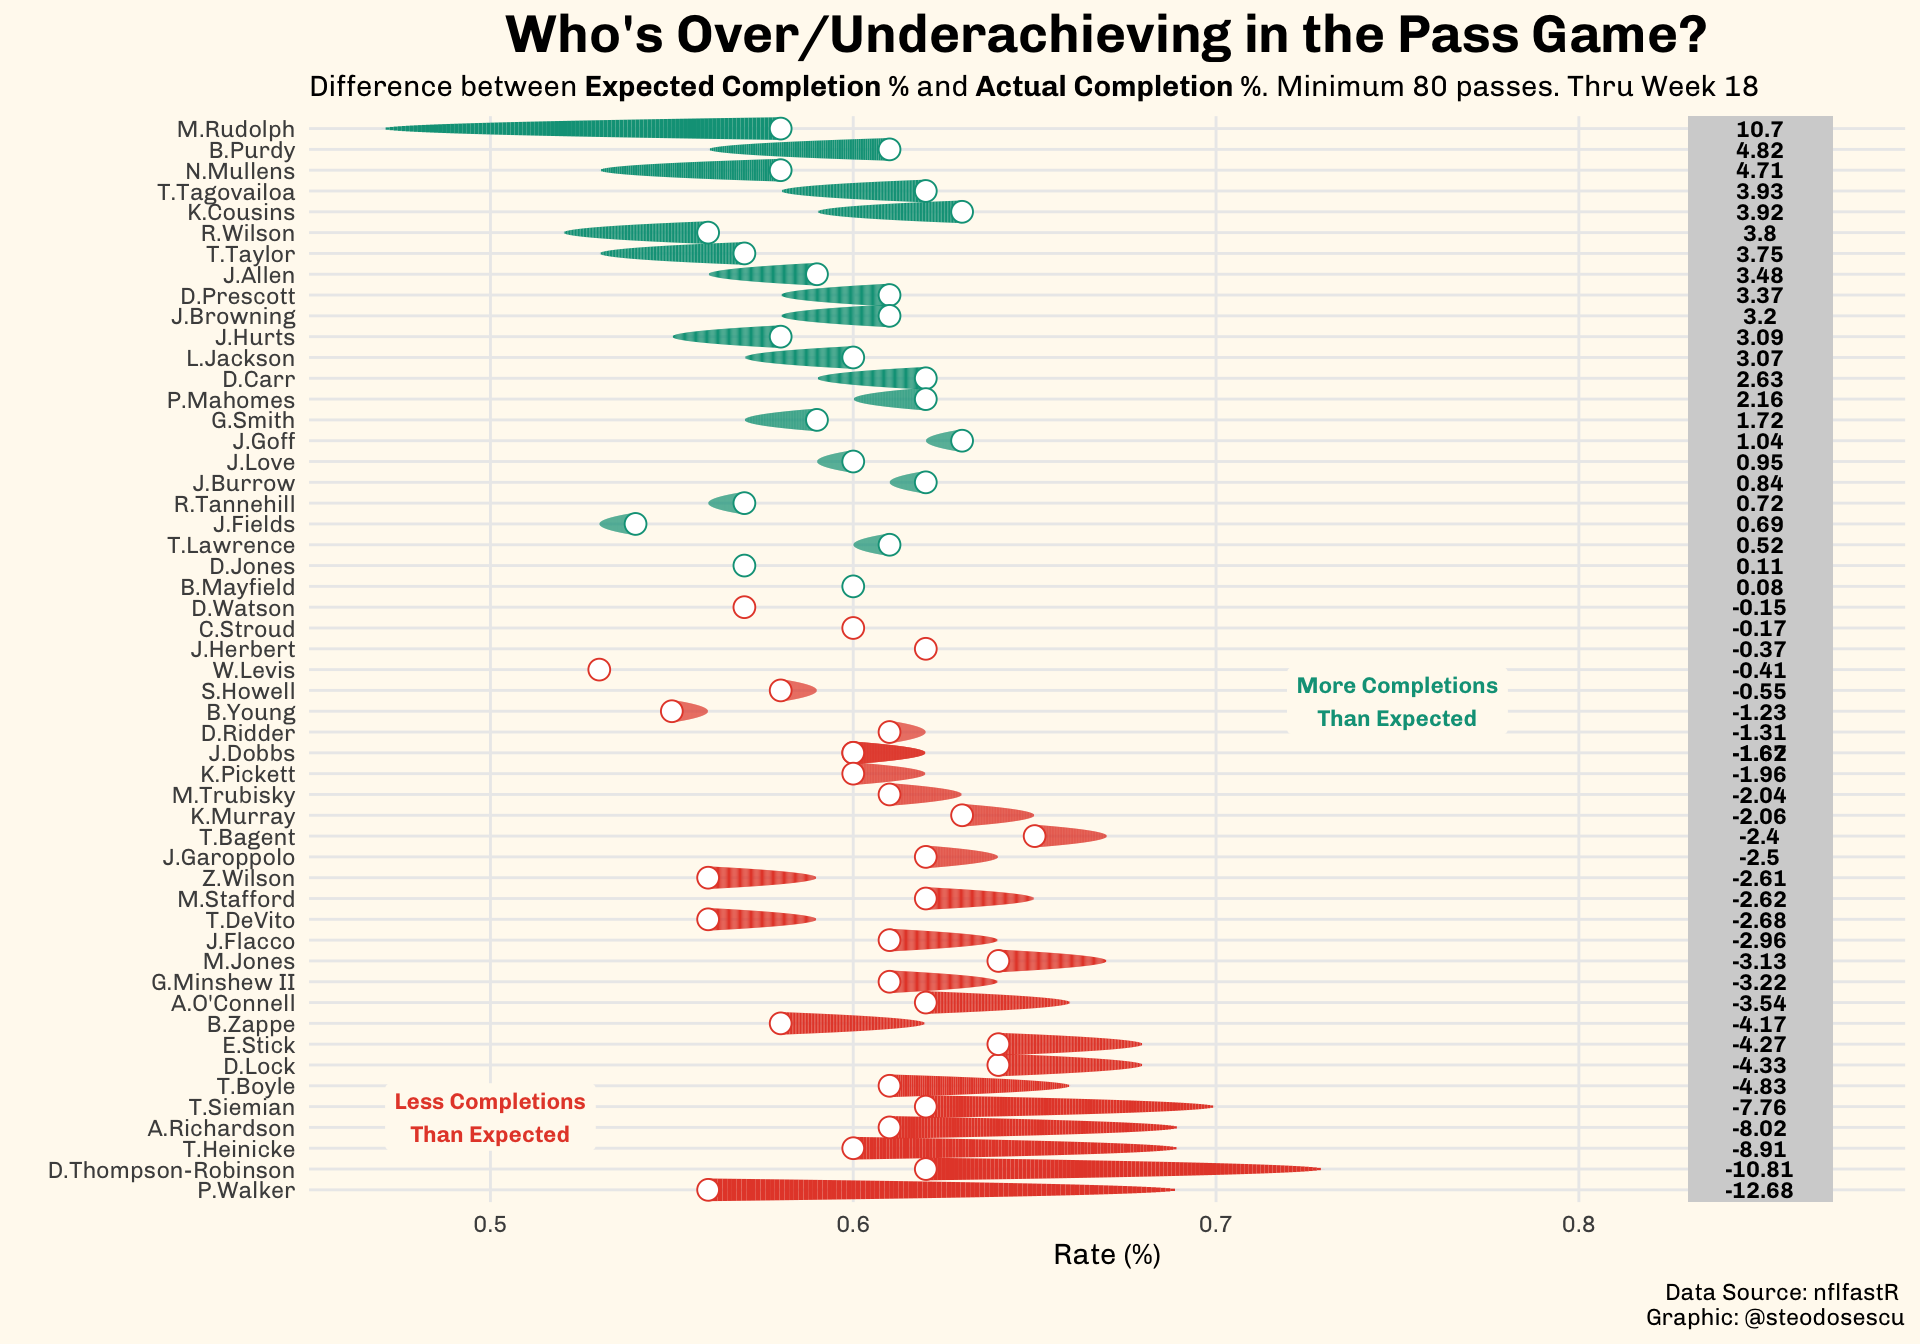 Who's Over/Underachieving in the Pass Game?
Difference between Expected Completion % and Actual Completion %. Minimum 80 passes. Thru Week 18
M.Rudolph 10.7
B.Purdy 4.82
N.Mullens 4.71
T.Tagovailoa 3.93
K.Cousins 3.92
R.Wilson 3.8
T.Taylor 3.75
J.Allen 3.48
D.Prescott 3.37
J.Browning 3.2
J.Hurts 3.09
L.Jackson 3.07
D.Carr 2.63
P.Mahomes 2.16
G.Smith 1.72
J.Goff 1.04
J.Love 0.95
J.Burrow 0.84
R.Tannehill 0.72
J.Fields 0.69
T.Lawrence 0.52
D.Jones 0.11
B.Mayfield 0.08
D.Watson -0.15
C.Stroud -0.17
J.Herbert -0.37
W.Levis -0.41
S.Howell -0.55
B.Young -1.23
D.Ridder -1.31
J.Dobbs
K.Pickett -1.96
M.Trubisky -2.04
K.Murray -2.06
T.Bagent -2.4
J.Garoppolo -2.5
Z.Wilson -2.61
M.Stafford -2.62
T.DeVito -2.68
J.Flacco -2.96
M.Jones -3.13
G.Minshew II -3.22
A.O'Connell -3.54
B.Zappe -4.17
E.Stick -4.27
D.Lock -4.33
T.Boyle -4.83
T.Siemian -7.76
A.Richardson -8.02
T.Heinicke -8.91
D.Thompson-Robinson -10.81
P.Walker -12.68
More Completions
Than Expected
Less Completions
Than Expected
0.5 0.6 0.7 0.8
Rate (%)
Data Source: nflfastR
Graphic: @steodosescu